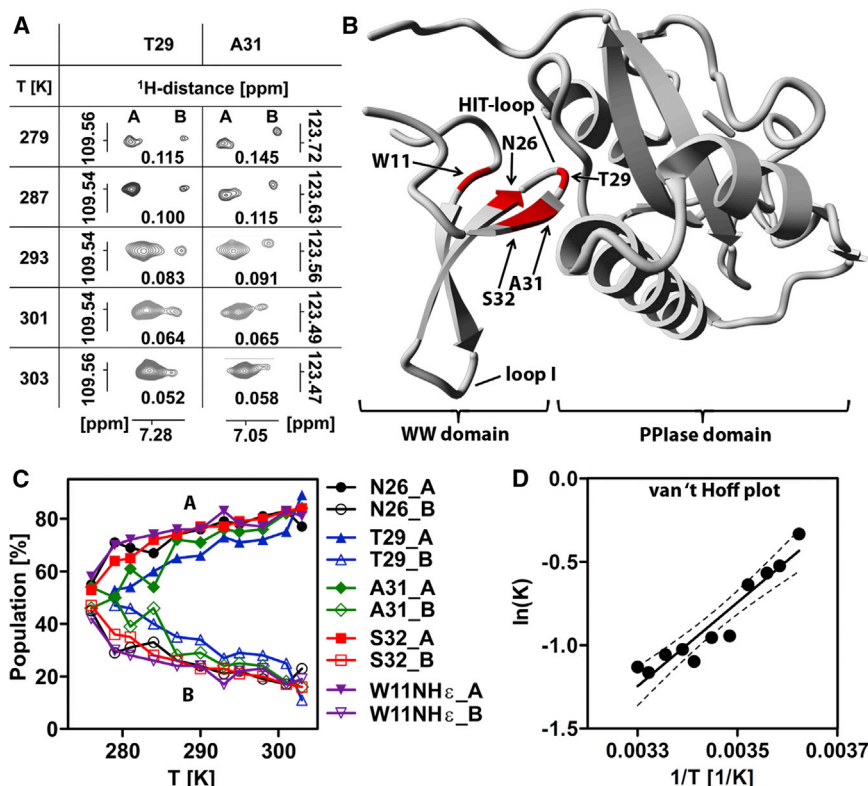 A
T29 A31
T [K] ¹H-distance [ppm]
279 109.56 A B 0.115 A B 0.145 123.72
287 109.54 0.100 0.115 123.63
293 109.54 0.083 0.091 123.56
301 109.54 0.064 0.065 123.49
303 109.56 0.052 0.058 123.47
[ppm] 7.28 7.05 [ppm]
B
HIT-loop
N26
W11
T29
A31
S32
loop I
WW domain PPIase domain
C
A
B
80
60
40
20
0
Population [%]
280 290 300
T [K]
N26_A
N26_B
T29_A
T29_B
A31_A
A31_B
S32_A
S32_B
W11NHε_A
W11NHε_B
D
van ‘t Hoff plot
0.0
-0.5
-1.0
-1.5
ln(K)
0.0033 0.0035 0.0037
1/T [1/K]